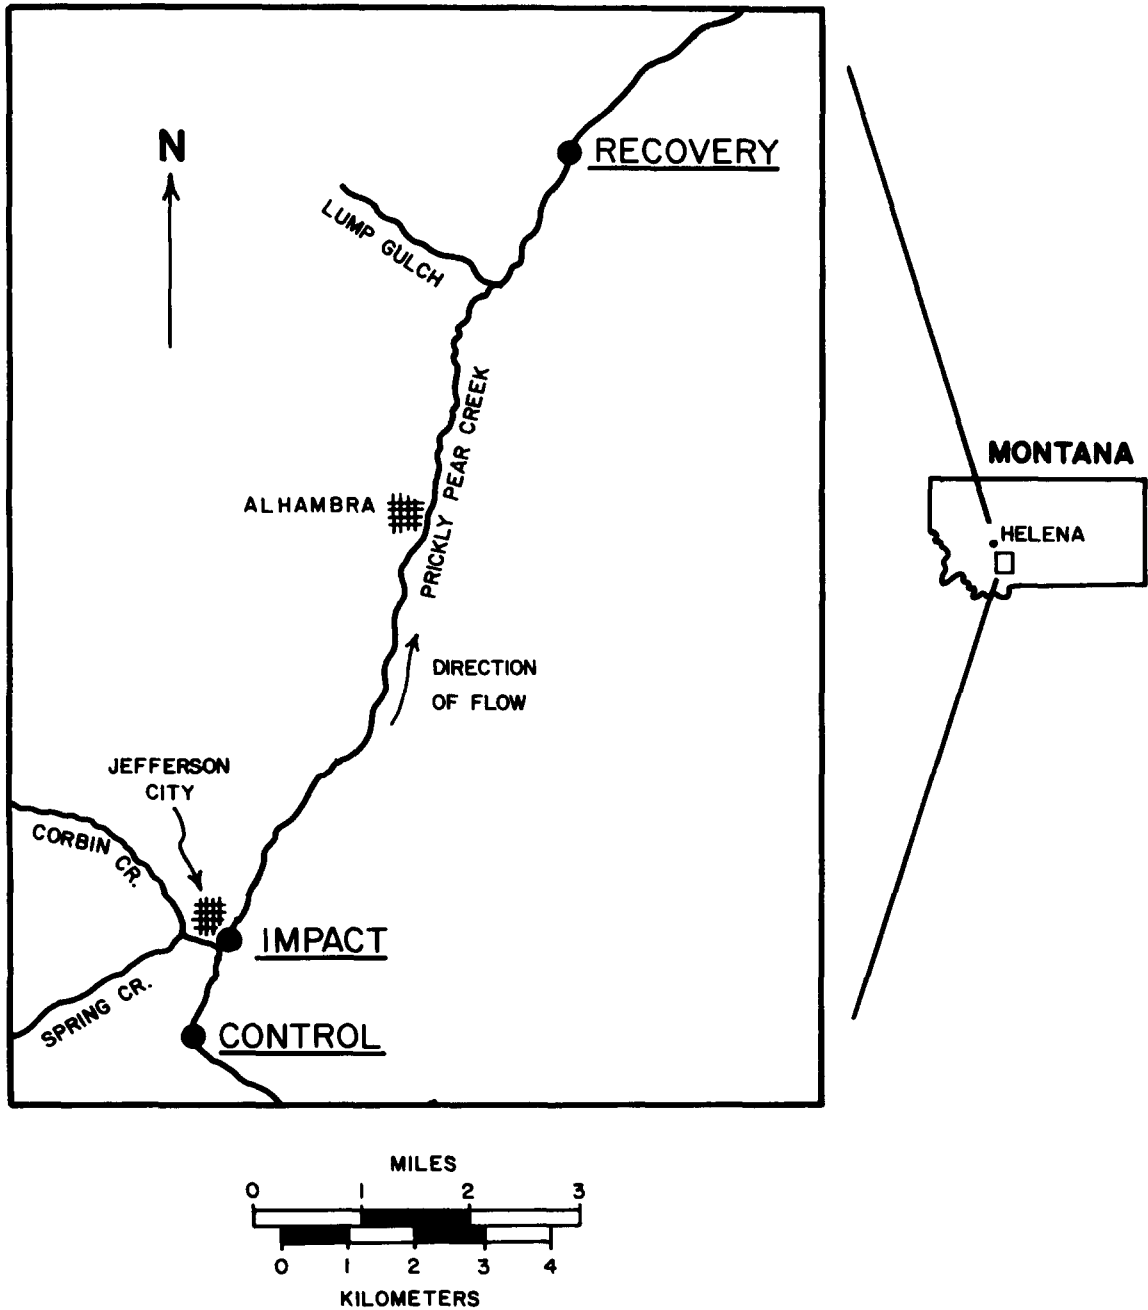 N
RECOVERY
LUMP GULCH
PRICKLY PEAR CREEK
ALHAMBRA
DIRECTION
OF FLOW
JEFFERSON
CITY
CORBIN CR.
IMPACT
SPRING CR.
CONTROL
MONTANA
HELENA
MILES
0 1 2 3
0 1 2 3 4
KILOMETERS